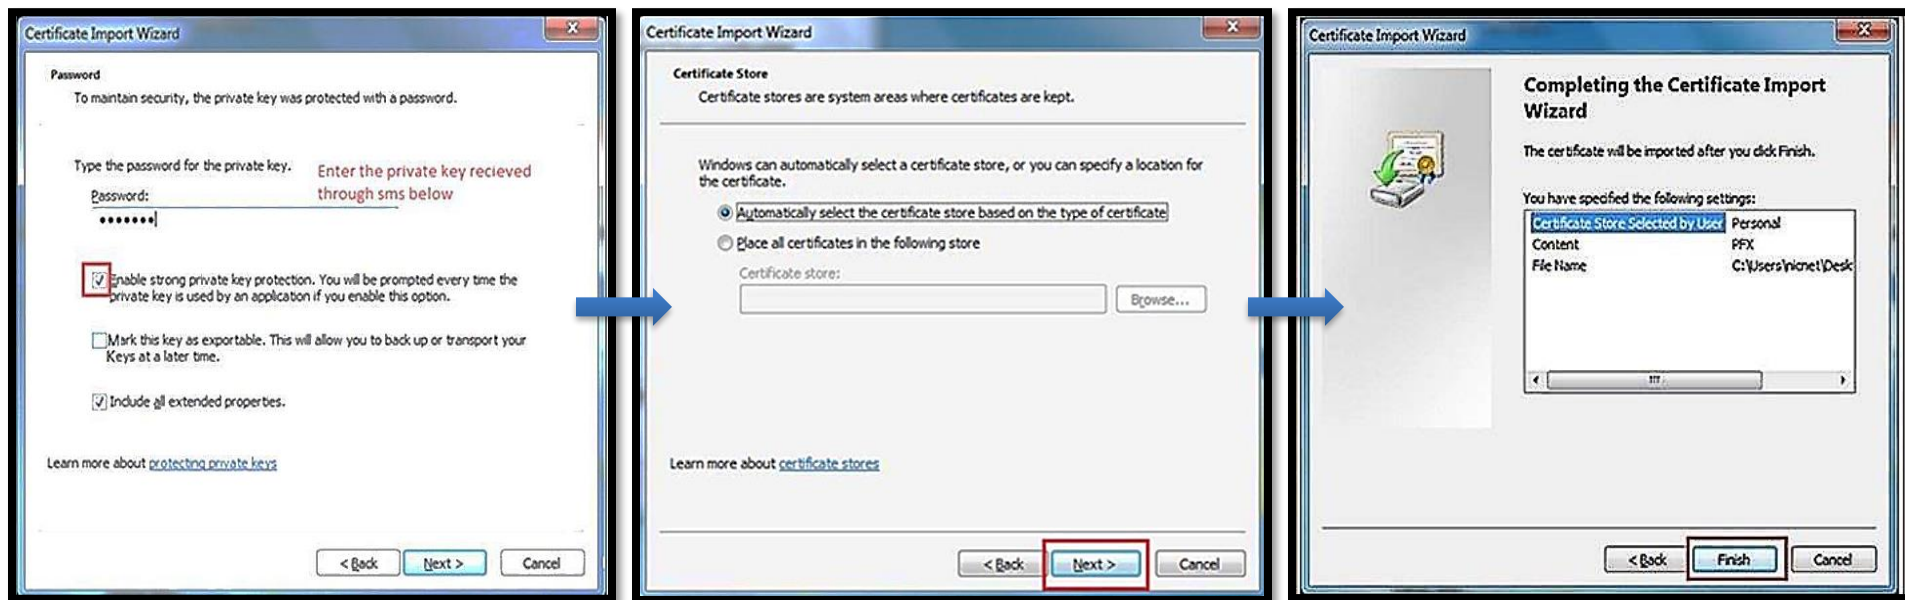 Certificate Import Wizard
Password
To maintain security, the private key was protected with a password.
Type the password for the private key.
Enter the private key recieved
through sms below
Password:
•••••••
Enable strong private key protection. You will be prompted every time the
private key is used by an application if you enable this option.
Mark this key as exportable. This will allow you to back up or transport your
Keys at a later time.
Include all extended properties.
Learn more about protecting private keys
< Back
Next >
Cancel
Certificate Import Wizard
Certificate Store
Certificate stores are system areas where certificates are kept.
Windows can automatically select a certificate store, or you can specify a location for
the certificate.
Automatically select the certificate store based on the type of certificate
Place all certificates in the following store
Certificate store:
Browse...
Learn more about certificate stores
< Back
Next >
Cancel
Certificate Import Wizard
Completing the Certificate Import
Wizard
The certificate will be imported after you click Finish.
You have specified the following settings:
Certificate Store Selected by User Personal
Content PFX
File Name C:\Users\nicnet\Desk
< Back
Finish
Cancel